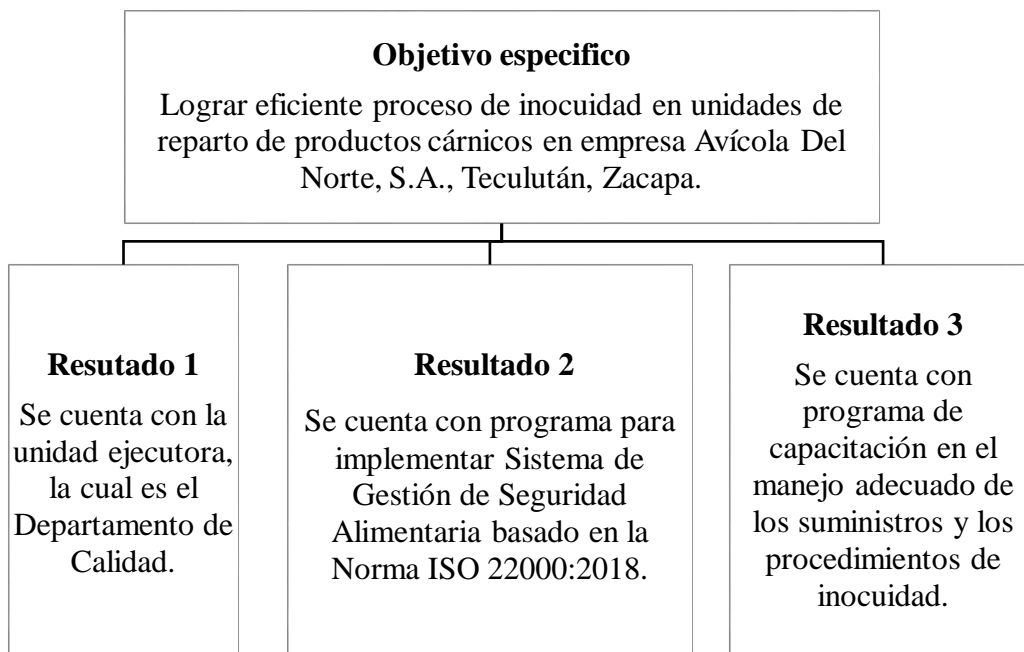 Objetivo especifico
Lograr eficiente proceso de inocuidad en unidades de
reparto de productos cárnicos en empresa Avícola Del
Norte, S.A., Teculután, Zacapa.
Resutado 1
Se cuenta con la
unidad ejecutora,
la cual es el
Departamento de
Calidad.
Resultado 2
Se cuenta con programa para
implementar Sistema de
Gestión de Seguridad
Alimentaria basado en la
Norma ISO 22000:2018.
Resultado 3
Se cuenta con
programa de
capacitación en el
manejo adecuado de
los suministros y los
procedimientos de
inocuidad.